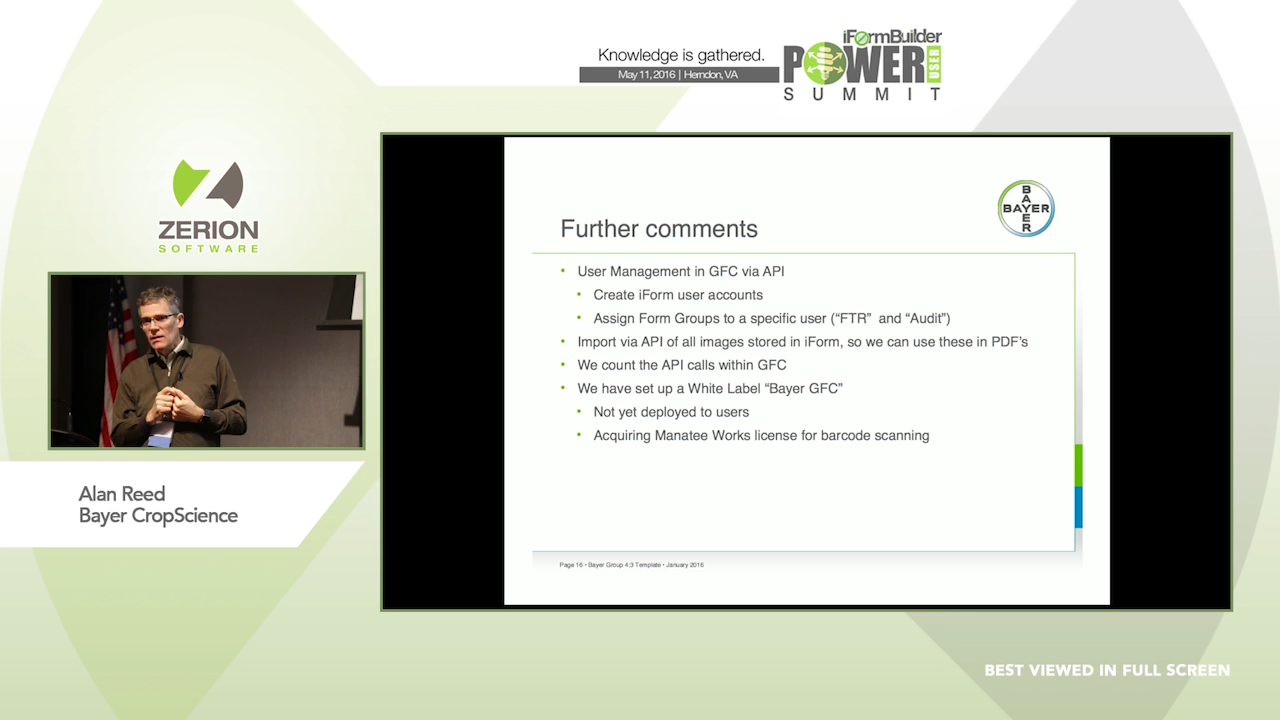 Knowledge is gathered.
May 11, 2016 | Herndon, VA
iFormBuilder
POWER
USER
SUMMIT
ZERION
SOFTWARE
Alan Reed
Bayer CropScience
BAYER
BAYER
Further comments
• User Management in GFC via API
• Create iForm user accounts
• Assign Form Groups to a specific user (“FTR” and “Audit”)
• Import via API of all images stored in iForm, so we can use these in PDF’s
• We count the API calls within GFC
• We have set up a White Label “Bayer GFC”
• Not yet deployed to users
• Acquiring Manatee Works license for barcode scanning
Page 16 • Bayer Group 4:3 Template • January 2016
BEST VIEWED IN FULL SCREEN